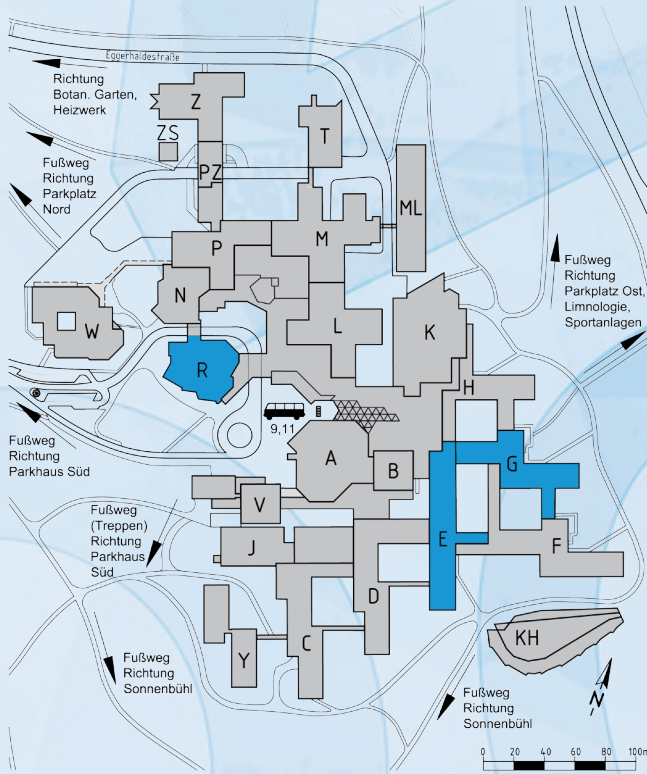 Eggerhaldestraße
Richtung
Botan. Garten,
Heizwerk
Z
T
ZS
Fußweg
Richtung
Parkplatz
Nord
PZ
ML
P
M
Fußweg
Richtung
Parkplatz Ost,
Limnologie,
Sportanlagen
N
W
L
K
R
H
9,11
Fußweg
Richtung
Parkhaus Süd
A
B
G
V
Fußweg
(Treppen)
Richtung
Parkhaus
Süd
J
E
F
D
C
Y
KH
Fußweg
Richtung
Sonnenbühl
Fußweg
Richtung
Sonnenbühl
N
0 20 40 60 80 100m